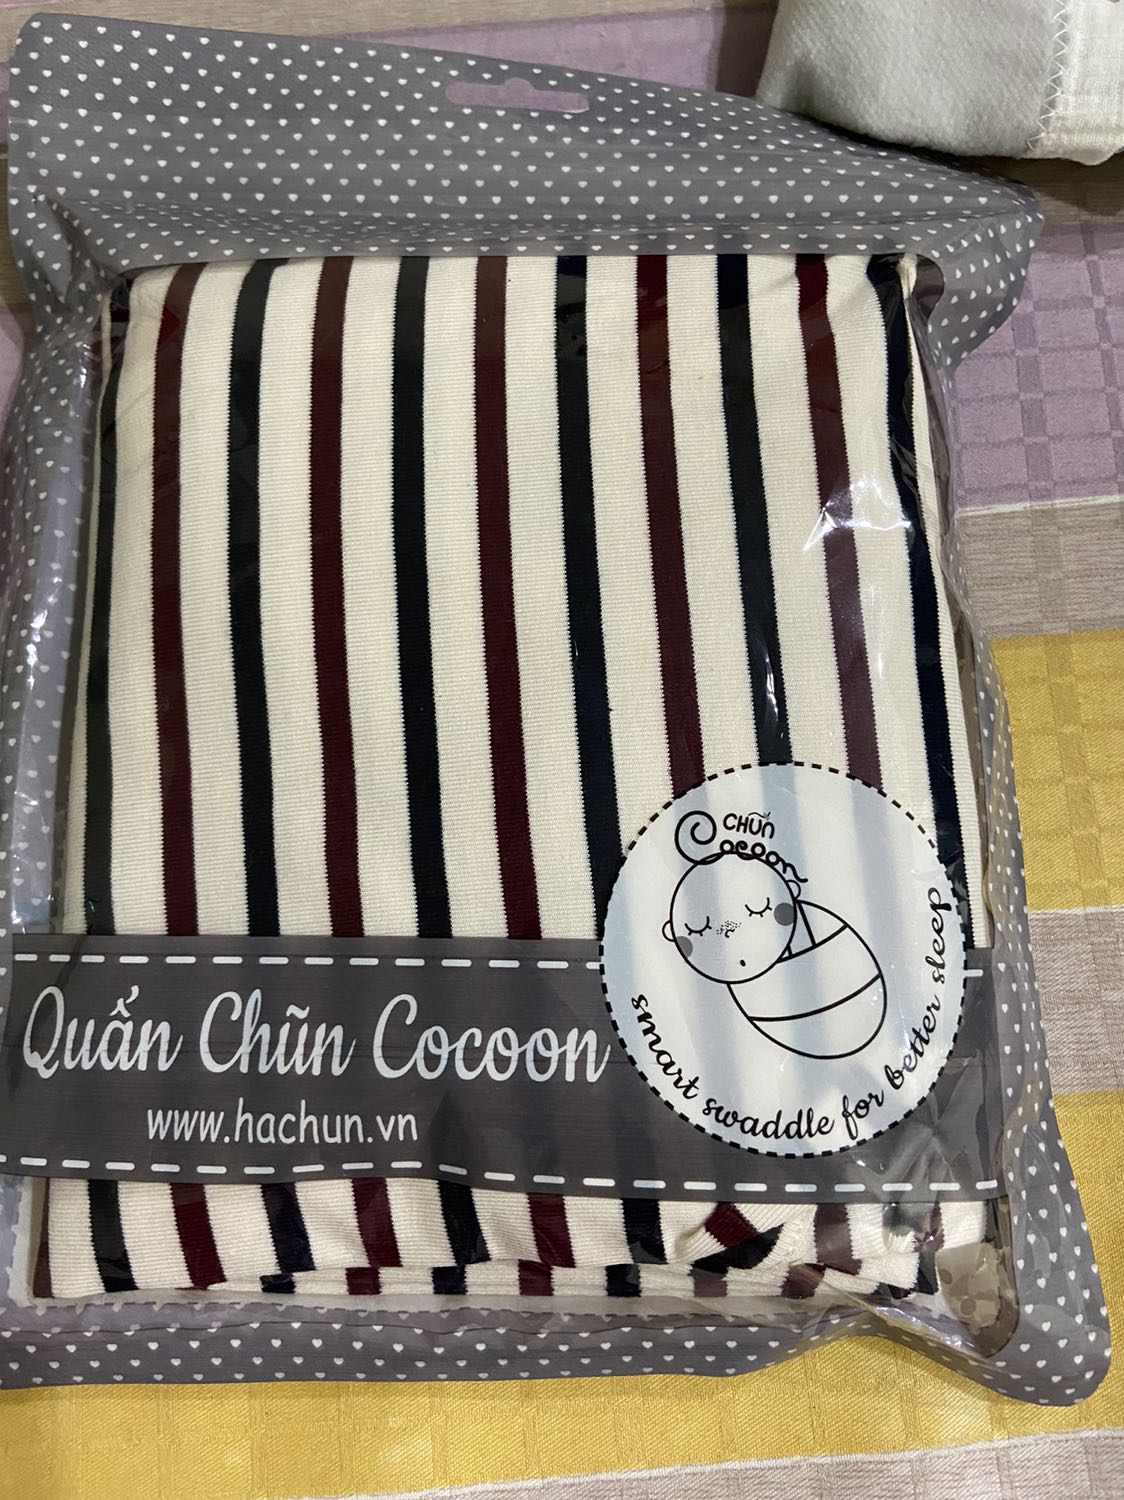 CHŨN
Cocoon
smart swaddle for better sleep
Quấn Chũn Cocoon
www.hachun.vn